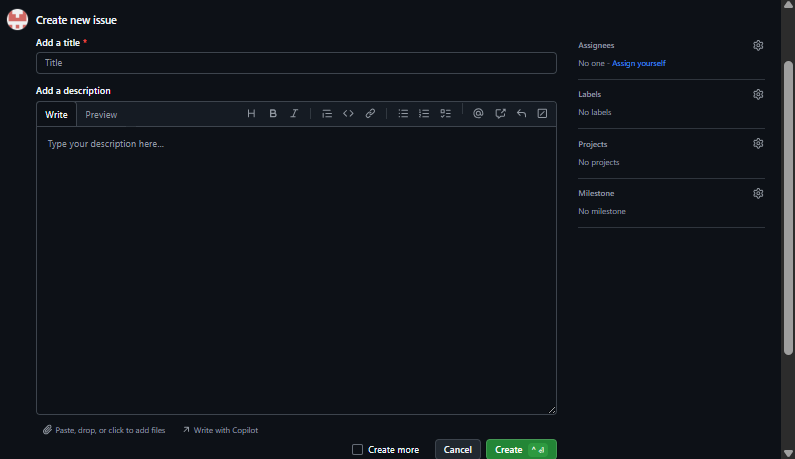 Create new issue
Add a title *
Title
Add a description
Write
Preview
Type your description here...
Paste, drop, or click to add files
Write with Copilot
Create more
Cancel
Create
Assignees
No one - Assign yourself
Labels
No labels
Projects
No projects
Milestone
No milestone